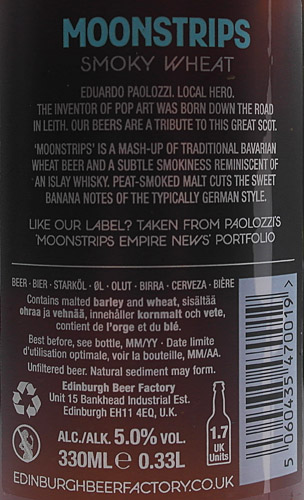 MOONSTRIPS
SMOKY WHEAT
EDUARDO PAOLOZZI. LOCAL HERO.
THE INVENTOR OF POP ART WAS BORN DOWN THE ROAD
IN LEITH. OUR BEERS ARE A TRIBUTE TO THIS GREAT SCOT.
'MOONSTRIPS' IS A MASH-UP OF TRADITIONAL BAVARIAN
WHEAT BEER AND A SUBTLE SMOKINESS REMINISCENT OF
AN ISLAY WHISKY. PEAT-SMOKED MALT CUTS THE SWEET
BANANA NOTES OF THE TYPICALLY GERMAN STYLE.
LIKE OUR LABEL? TAKEN FROM PAOLOZZI'S
'MOONSTRIPS EMPIRE NEWS' PORTFOLIO
BEER · BIER · STARKÖL · ØL · OLUT · BIRRA · CERVEZA · BIÈRE
Contains malted barley and wheat, sisältää
ohraa ja vehnää, innehåller kornmalt och vete,
contient de l'orge et du blé.
Best before, see bottle, MM/YY · Date limite
d'utilisation optimale, voir la bouteille, MM/AA.
Unfiltered beer. Natural sediment may form.
Edinburgh Beer Factory
Unit 15 Bankhead Industrial Est.
Edinburgh EH11 4EQ, U.K.
ALC./ALK. 5.0% VOL.
330ML ℮ 0.33L
1.7
UK
Units
EDINBURGHBEERFACTORY.CO.UK
5 060435 470019 >